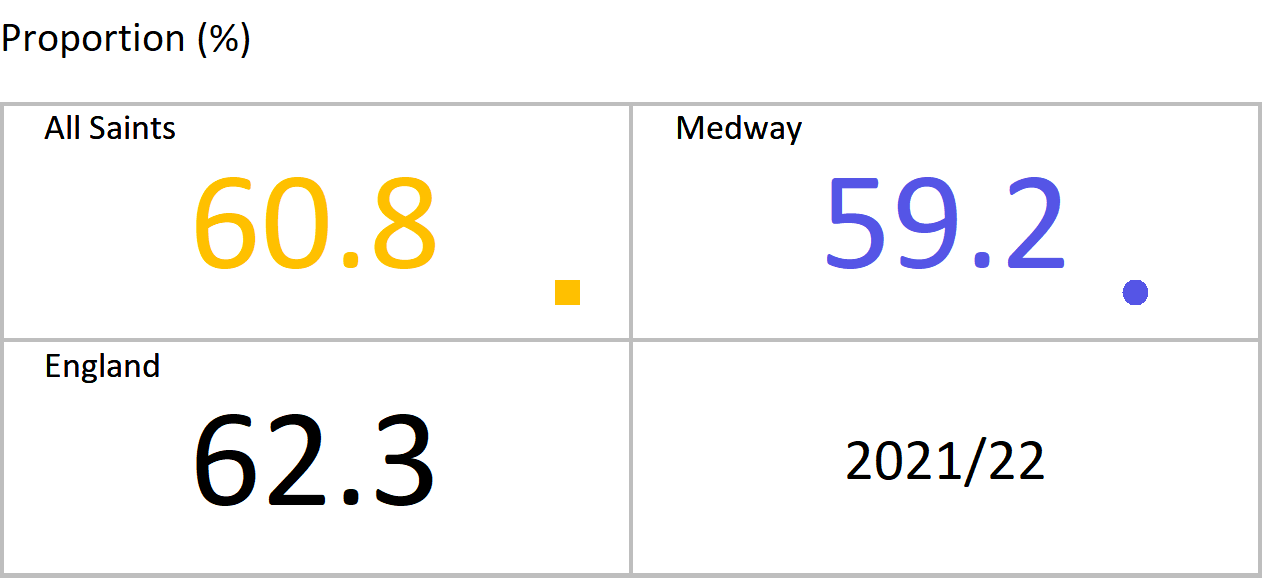 Proportion (%)
All Saints
60.8
Medway
59.2
England
62.3
2021/22